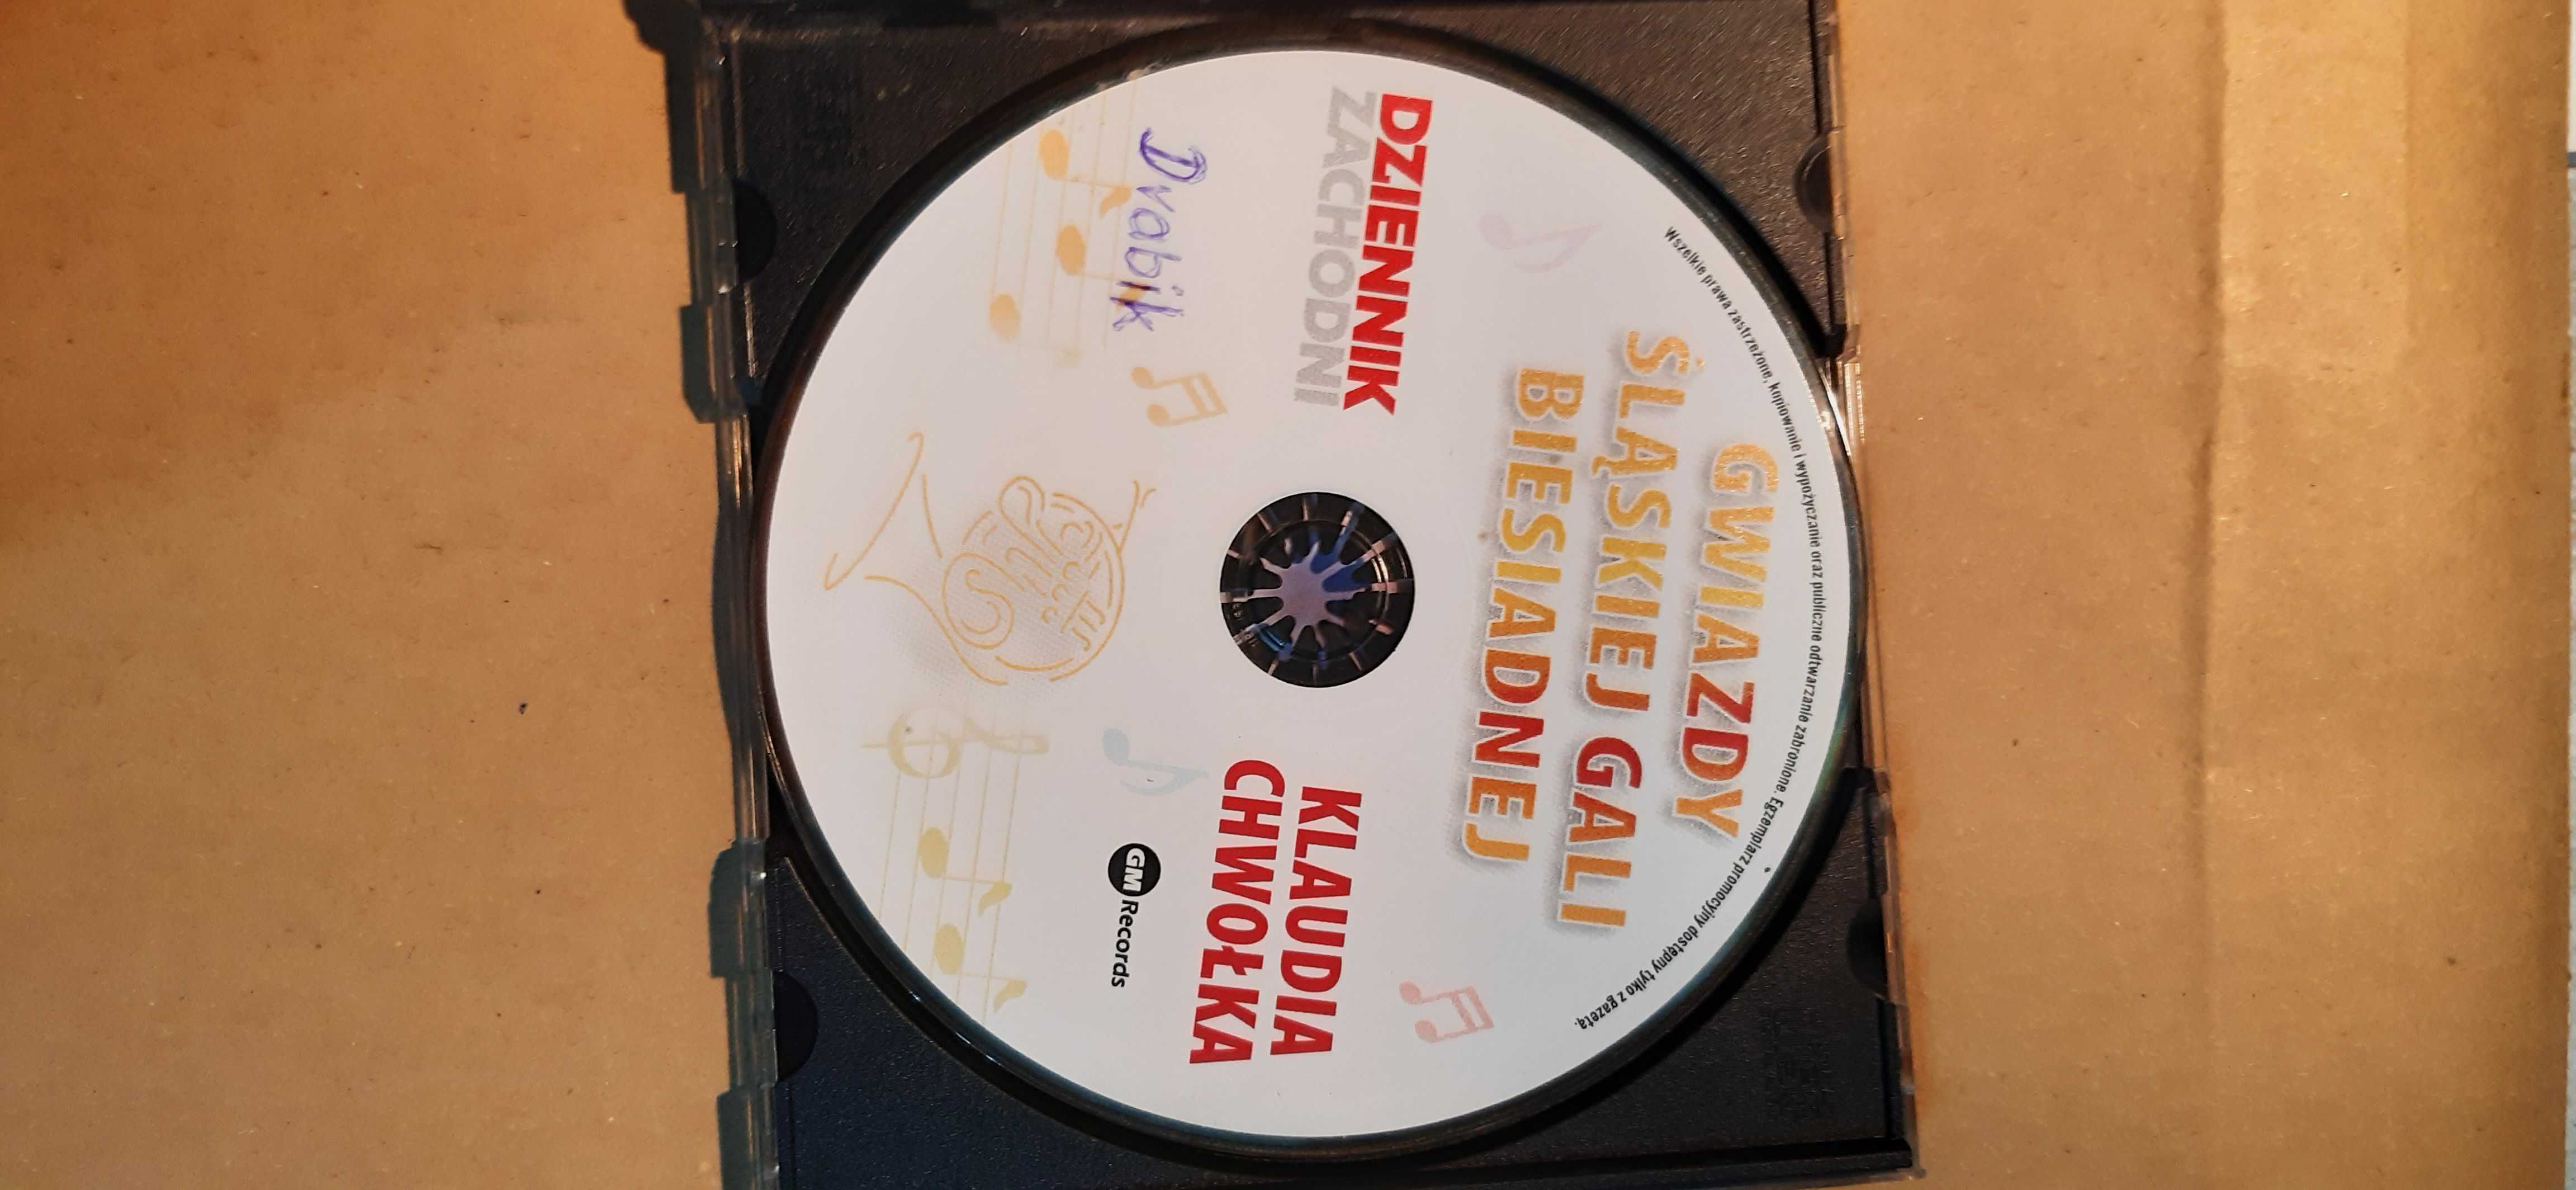 Wszelkie prawa zastrzeżone, kopiowanie i wypożyczanie oraz publiczne odtwarzanie zabronione. Egzemplarz promocyjny dostępny tylko z gazetą.
GWIAZDY
ŚLĄSKIEJ GALI
BIESIADNEJ
DZIENNIK
ZACHODNI
KLAUDIA
CHWOŁKA
GM Records
Drabik